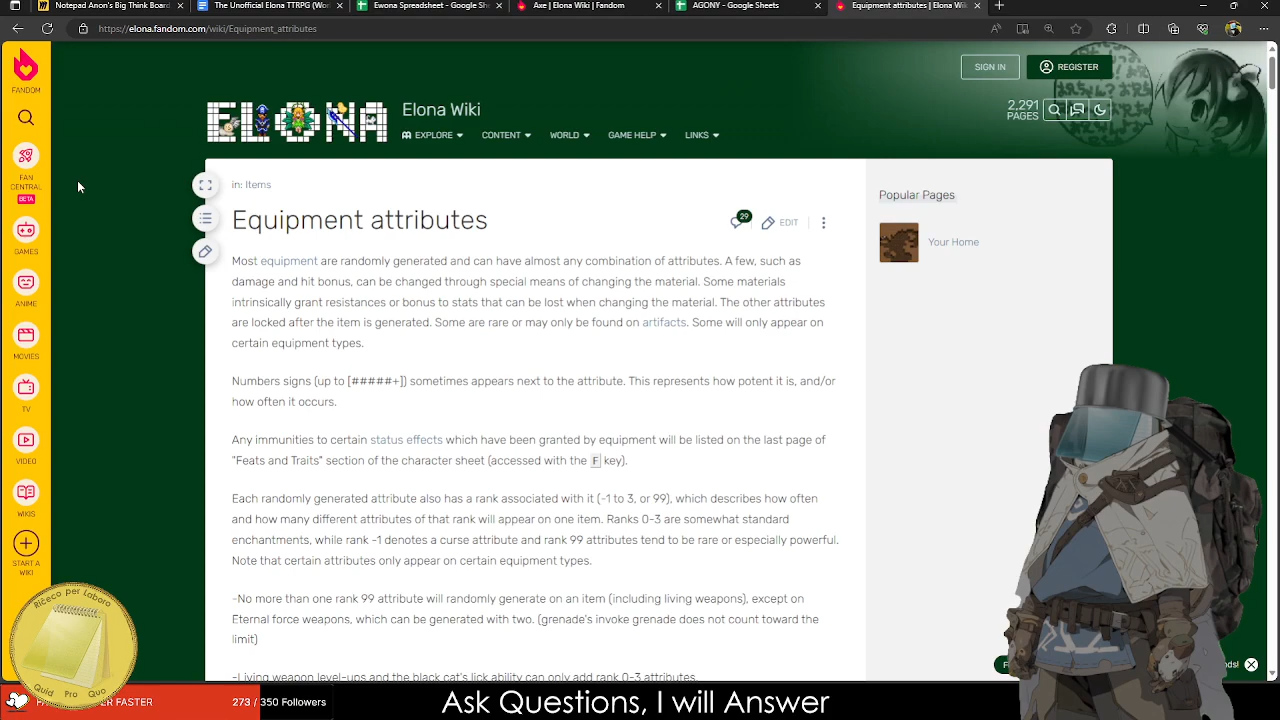 Notepad Anon's Big Think Board
The Unofficial Elona TTRPG (Wor
Ewona Spreadsheet - Google She
Axe | Elona Wiki | Fandom
AGONY - Google Sheets
Equipment attributes | Elona Wiki
https://elona.fandom.com/wiki/Equipment_attributes
SIGN IN
REGISTER
FANDOM
ELONA
Elona Wiki
2,291
PAGES
EXPLORE
CONTENT
WORLD
GAME HELP
LINKS
FAN
CENTRAL
BETA
GAMES
ANIME
MOVIES
TV
VIDEO
WIKIS
START A
WIKI
in: Items
Equipment attributes
29
EDIT
Most equipment are randomly generated and can have almost any combination of attributes. A few, such as
damage and hit bonus, can be changed through special means of changing the material. Some materials
intrinsically grant resistances or bonus to stats that can be lost when changing the material. The other attributes
are locked after the item is generated. Some are rare or may only be found on artifacts. Some will only appear on
certain equipment types.
Numbers signs (up to [#####+]) sometimes appears next to the attribute. This represents how potent it is, and/or
how often it occurs.
Any immunities to certain status effects which have been granted by equipment will be listed on the last page of
"Feats and Traits" section of the character sheet (accessed with the F key).
Each randomly generated attribute also has a rank associated with it (-1 to 3, or 99), which describes how often
and how many different attributes of that rank will appear on one item. Ranks 0-3 are somewhat standard
enchantments, while rank -1 denotes a curse attribute and rank 99 attributes tend to be rare or especially powerful.
Note that certain attributes only appear on certain equipment types.
-No more than one rank 99 attribute will randomly generate on an item (including living weapons), except on
Eternal force weapons, which can be generated with two. (grenade's invoke grenade does not count toward the
limit)
-Living weapon level-ups and the black cat's lick ability can only add rank 0-3 attributes.
Popular Pages
Your Home
Riĉeco per Laboro
Quid Pro Quo
ER FASTER
273 / 350 Followers
Ask Questions, I will Answer